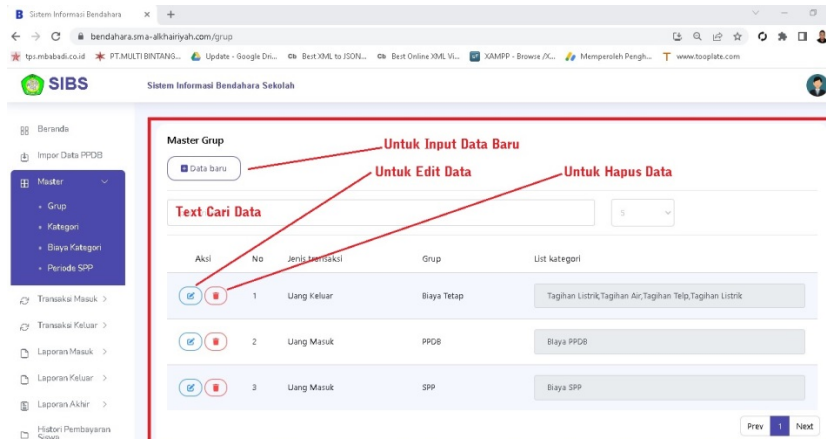 B Sistem Informasi Bendahara × +
bendahara.sma-alkhairiyah.com/grup
tps.mbabadi.co.id PT.MULTI BINTANG... Update - Google Dri... Best XML to JSON... Best Online XML Vi... XAMPP - Browse /X... Memperoleh Pengh... www.tooplate.com
SIBS
Sistem Informasi Bendahara Sekolah
Beranda
Impor Data PPDB
Master
Grup
Kategori
Biaya Kategori
Periode SPP
Transaksi Masuk >
Transaksi Keluar >
Laporan Masuk >
Laporan Keluar >
Laporan Akhir >
Histori Pembayaran
Siswa
Master Grup
Untuk Input Data Baru
Data baru
Untuk Edit Data
Untuk Hapus Data
Text Cari Data
5
Aksi No Jenis transaksi Grup List kategori
1 Uang Keluar Biaya Tetap Tagihan Listrik,Tagihan Air,Tagihan Telp,Tagihan Listrik
2 Uang Masuk PPDB Biaya PPDB
3 Uang Masuk SPP Biaya SPP
Prev 1 Next